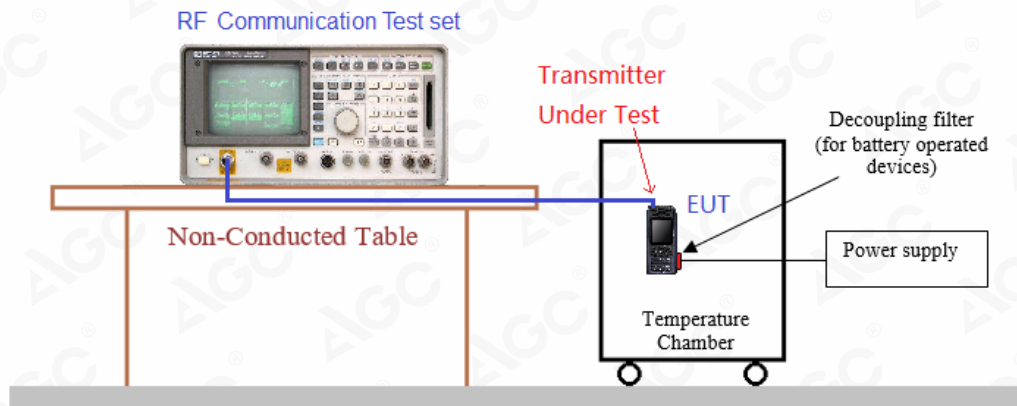 RF Communication Test set
Transmitter
Under Test
Decoupling filter
(for battery operated
devices)
EUT
Non-Conducted Table
Power supply
Temperature
Chamber
AGC